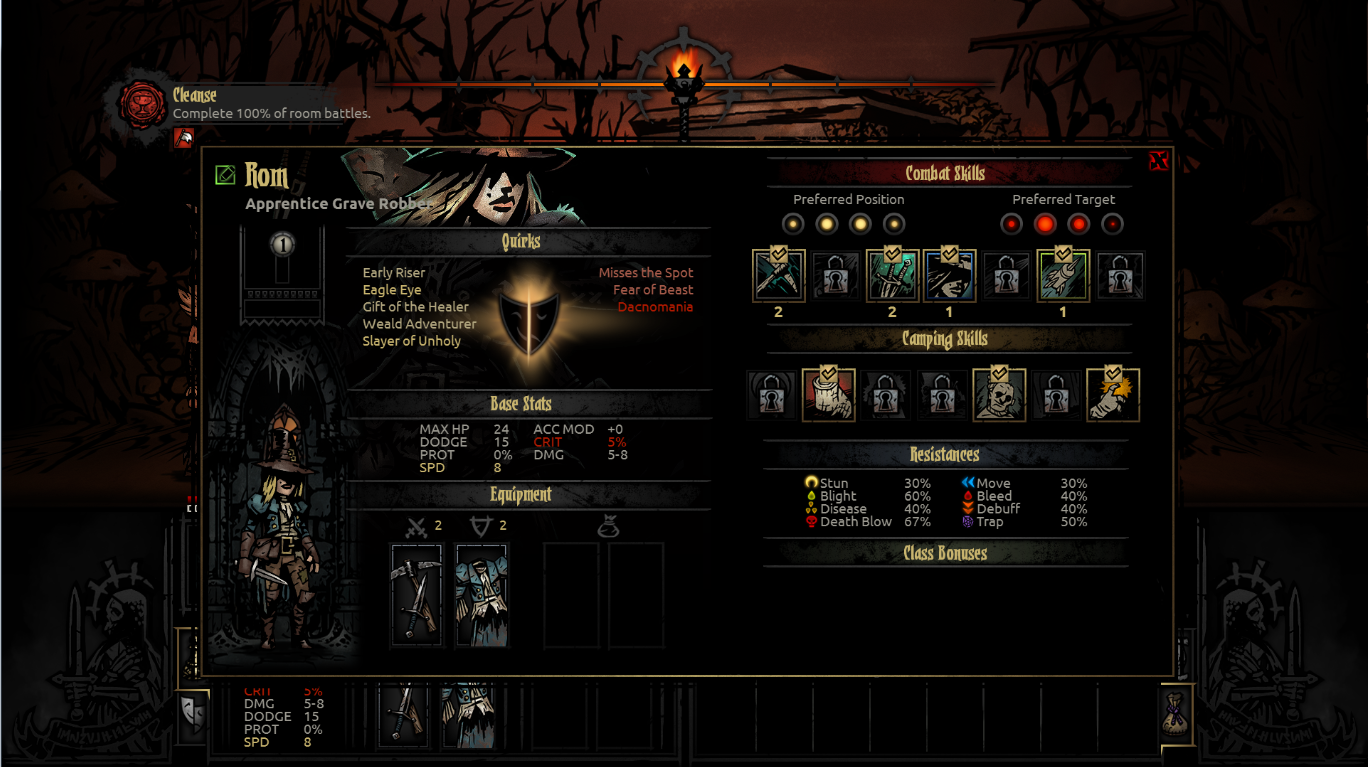 Cleanse
Complete 100% of room battles.
Rom
Apprentice Grave Robber
1
Quirks
Early Riser
Eagle Eye
Gift of the Healer
Weald Adventurer
Slayer of Unholy
Misses the Spot
Fear of Beast
Dacnomania
Base Stats
MAX HP 24 ACC MOD +0
DODGE 15 CRIT 5%
PROT 0% DMG 5-8
SPD 8
Equipment
2 2
Combat Skills
Preferred Position Preferred Target
2 2 1 1
Camping Skills
Resistances
Stun 30% Move 30%
Blight 60% Bleed 40%
Disease 40% Debuff 40%
Death Blow 67% Trap 50%
Class Bonuses
CRIT 5%
DMG 5-8
DODGE 15
PROT 0%
SPD 8